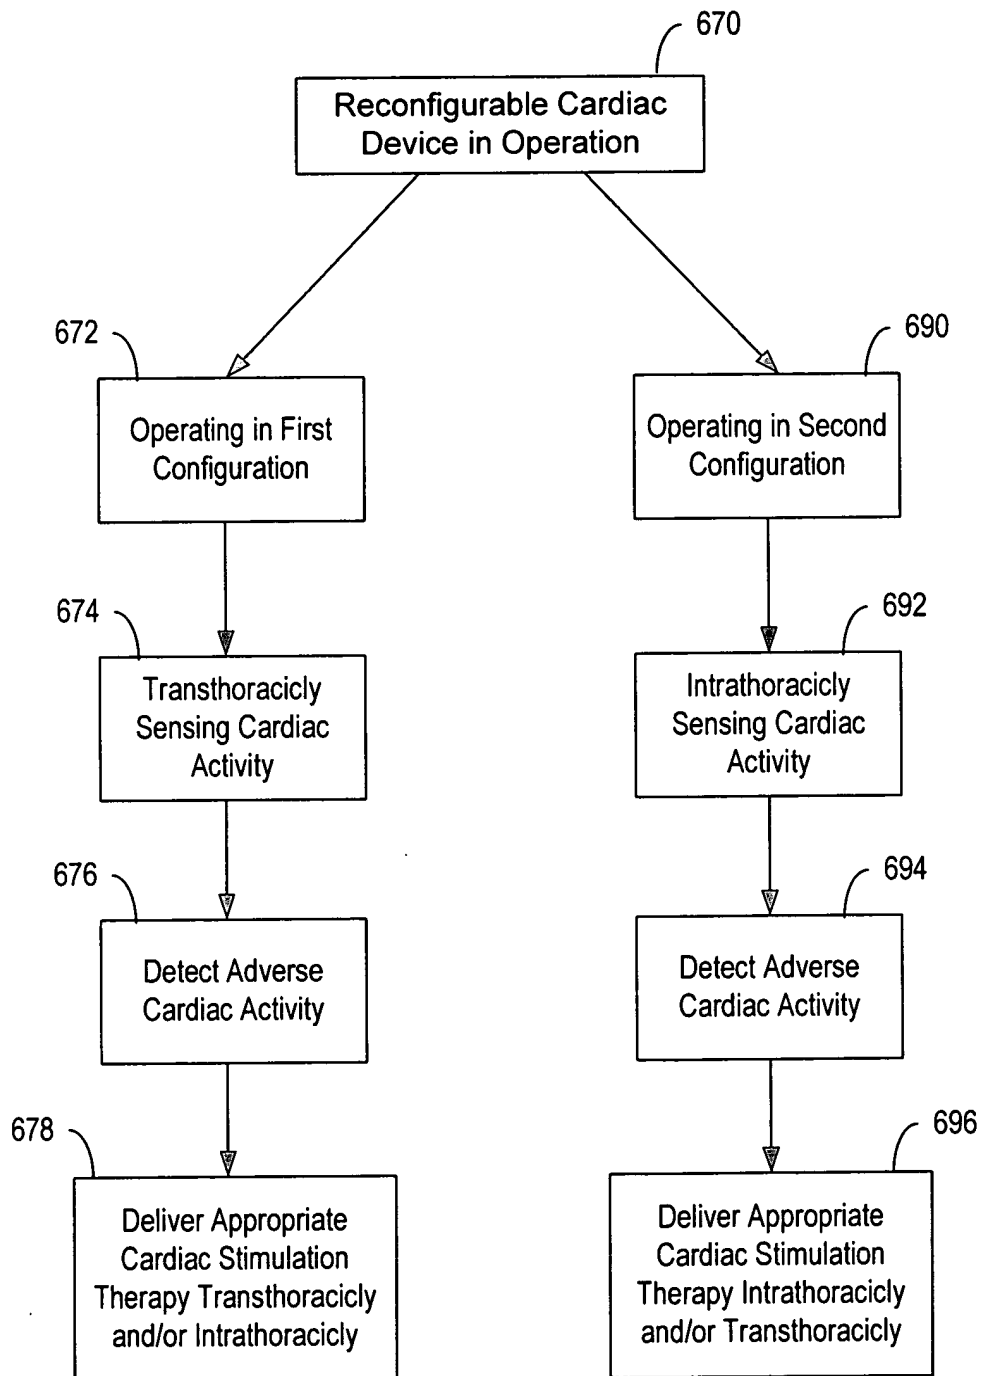 670
Reconfigurable Cardiac
Device in Operation
672
Operating in First
Configuration
690
Operating in Second
Configuration
674
Transthoracicly
Sensing Cardiac
Activity
692
Intrathoracicly
Sensing Cardiac
Activity
676
Detect Adverse
Cardiac Activity
694
Detect Adverse
Cardiac Activity
678
Deliver Appropriate
Cardiac Stimulation
Therapy Transthoracicly
and/or Intrathoracicly
696
Deliver Appropriate
Cardiac Stimulation
Therapy Intrathoracicly
and/or Transthoracicly